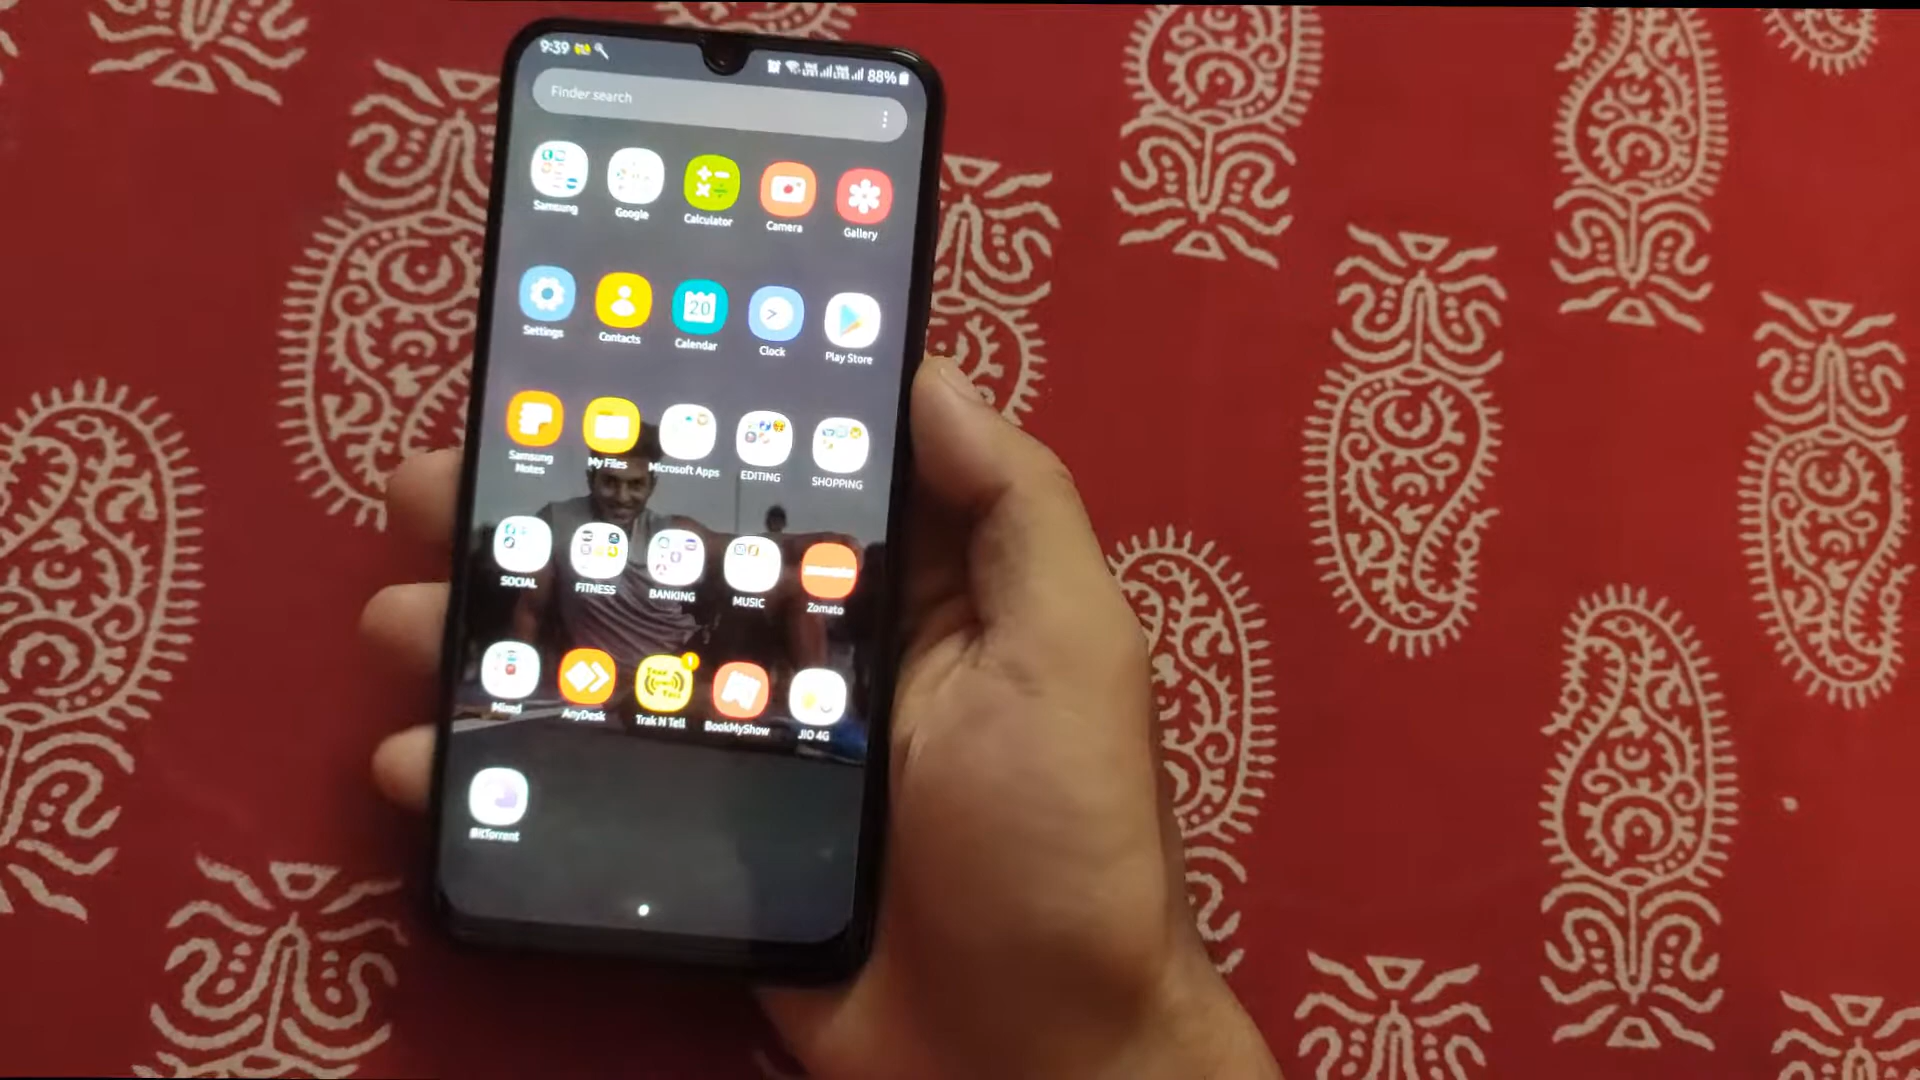 9:39 88%
Finder search
Samsung Google Calculator Camera Gallery
20
Settings Contacts Calendar Clock Play Store
Samsung Notes My Files Microsoft Apps EDITING SHOPPING
SOCIAL FITNESS BANKING MUSIC Zomato
Mixed AnyDesk Trak N Tell BookMyShow JIO 4G
BitTorrent